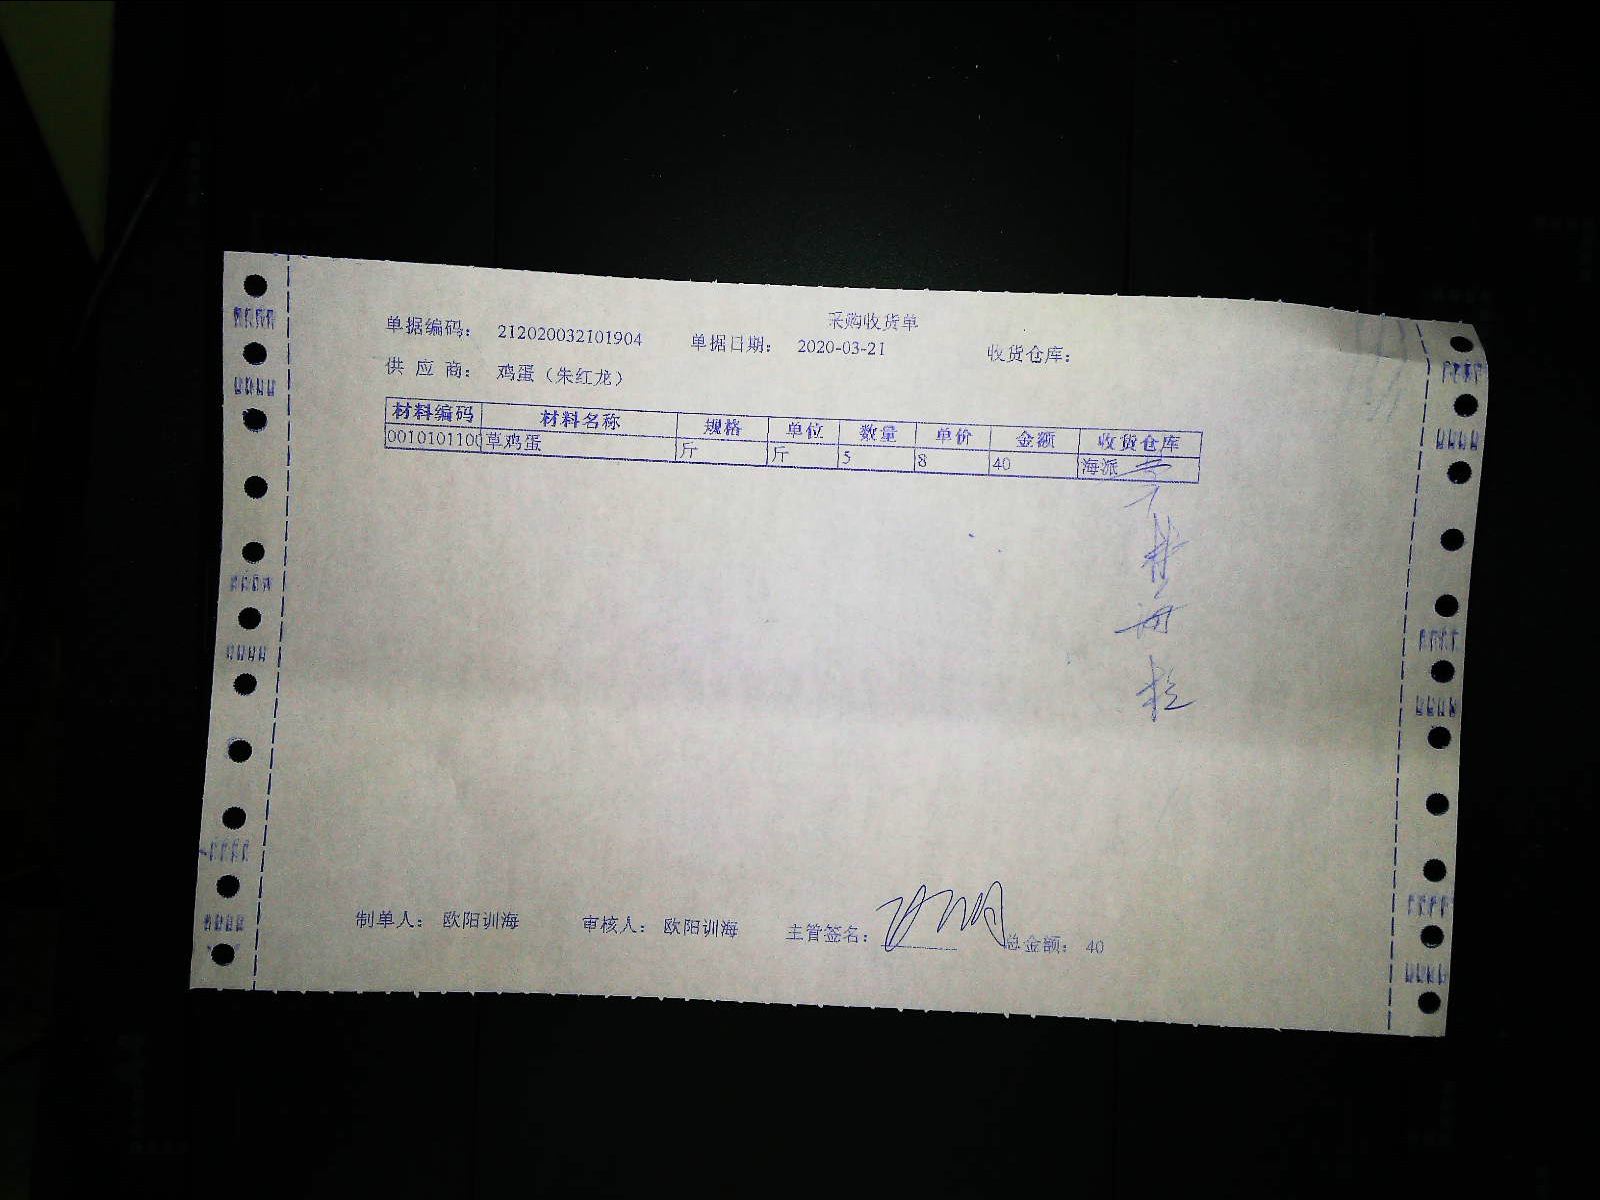 采购收货单
单据编码： 212020032101904 单据日期： 2020-03-21 收货仓库：
供 应 商： 鸡蛋（朱红龙）
材料编码 材料名称 规格 单位 数量 单价 金额 收货仓库
0010101100 草鸡蛋 斤 斤 5 8 40 海派
制单人： 欧阳训海 审核人： 欧阳训海 主管签名： 总金额： 40